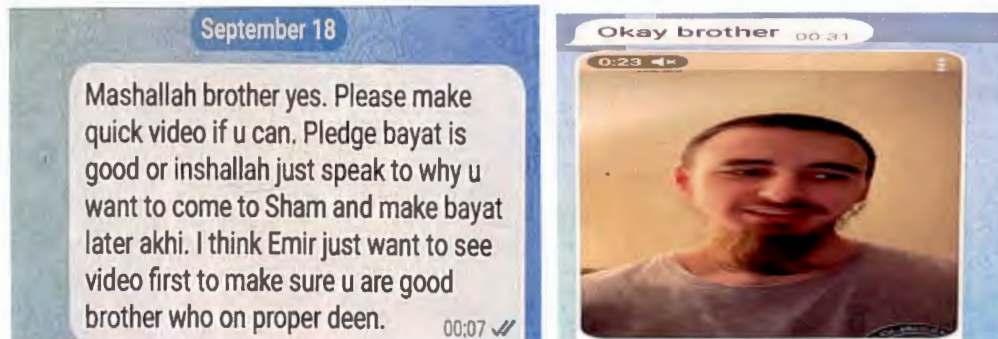 September 18
Mashallah brother yes. Please make
quick video if u can. Pledge bayat is
good or inshallah just speak to why u
want to come to Sham and make bayat
later akhi. I think Emir just want to see
video first to make sure u are good
brother who on proper deen.
00:07
Okay brother 00:31
0:23